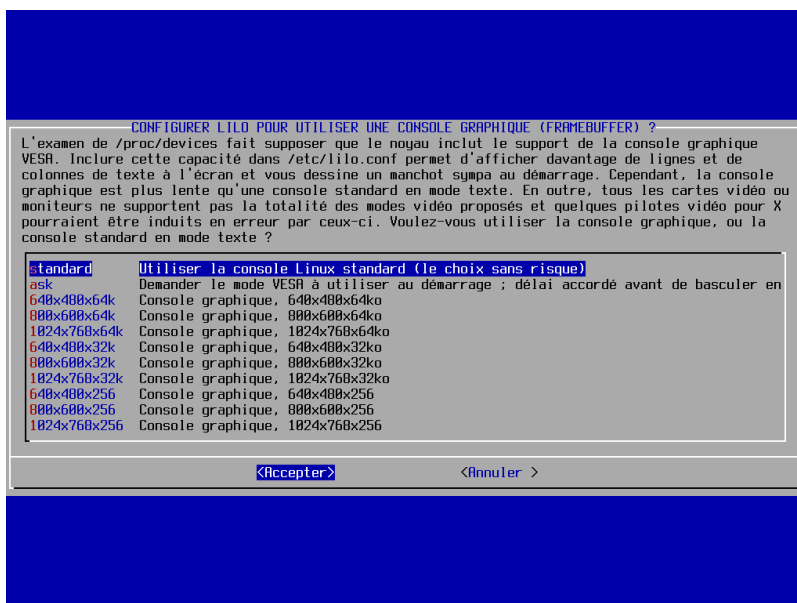 CONFIGURER LILO POUR UTILISER UNE CONSOLE GRAPHIQUE (FRAMEBUFFER) ?
L'examen de /proc/devices fait supposer que le noyau inclut le support de la console graphique
VESA. Inclure cette capacité dans /etc/lilo.conf permet d'afficher davantage de lignes et de
colonnes de texte à l'écran et vous dessine un manchot sympa au démarrage. Cependant, la console
graphique est plus lente qu'une console standard en mode texte. En outre, tous les cartes vidéo ou
moniteurs ne supportent pas la totalité des modes vidéo proposés et quelques pilotes vidéo pour X
pourraient être induits en erreur par ceux-ci. Voulez-vous utiliser la console graphique, ou la
console standard en mode texte ?
standard Utiliser la console Linux standard (le choix sans risque)
ask Demander le mode VESA à utiliser au démarrage ; délai accordé avant de basculer en
640x480x64k Console graphique, 640x480x64ko
800x600x64k Console graphique, 800x600x64ko
1024x768x64k Console graphique, 1024x768x64ko
640x480x32k Console graphique, 640x480x32ko
800x600x32k Console graphique, 800x600x32ko
1024x768x32k Console graphique, 1024x768x32ko
640x480x256 Console graphique, 640x480x256
800x600x256 Console graphique, 800x600x256
1024x768x256 Console graphique, 1024x768x256
<Accepter> <Annuler >